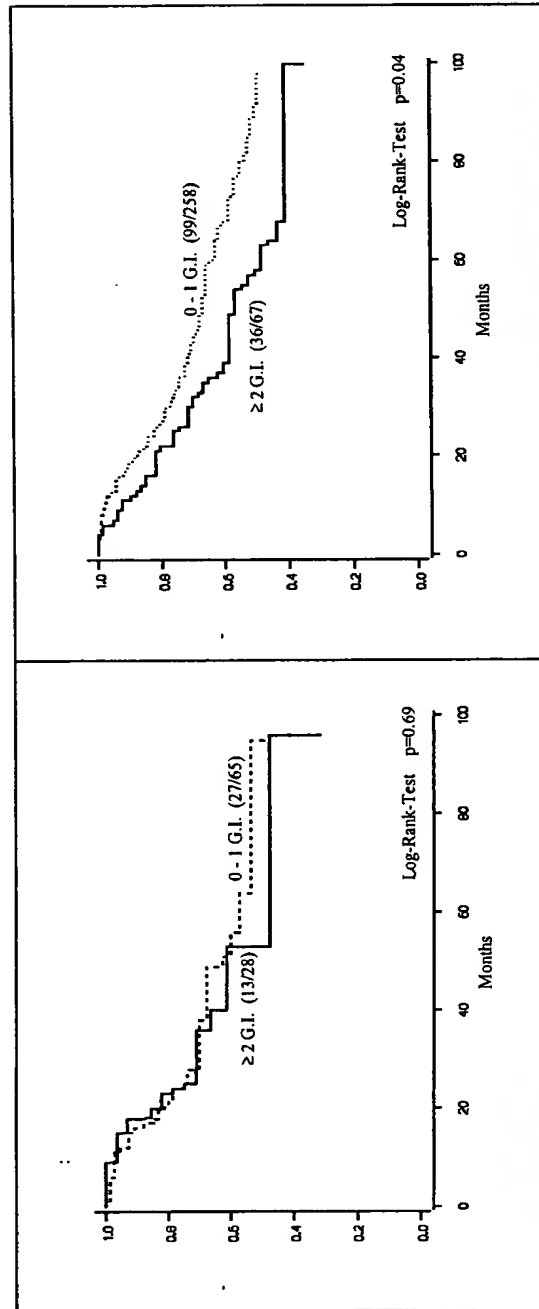 1.0
0.8
0.6
0.4
0.2
0.0
0 - 1 G.I. (27/65)
≥ 2 G.I. (13/28)
Log-Rank-Test p=0.69
0 20 40 60 80 100
Months
1.0
0.8
0.6
0.4
0.2
0.0
0 - 1 G.I. (99/258)
≥ 2 G.I. (36/67)
Log-Rank-Test p=0.04
0 20 40 60 80 100
Months